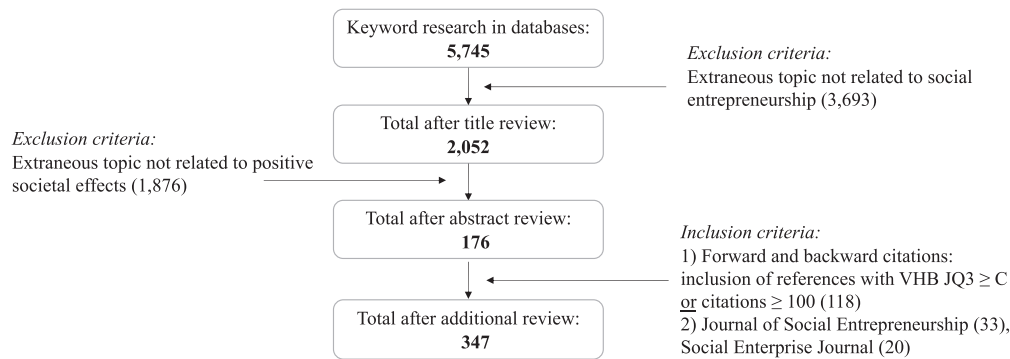 Keyword research in databases:
5,745
Exclusion criteria:
Extraneous topic not related to social
entrepreneurship (3,693)
Total after title review:
2,052
Exclusion criteria:
Extraneous topic not related to positive
societal effects (1,876)
Total after abstract review:
176
Inclusion criteria:
1) Forward and backward citations:
inclusion of references with VHB JQ3 ≥ C
or citations ≥ 100 (118)
2) Journal of Social Entrepreneurship (33),
Social Enterprise Journal (20)
Total after additional review:
347